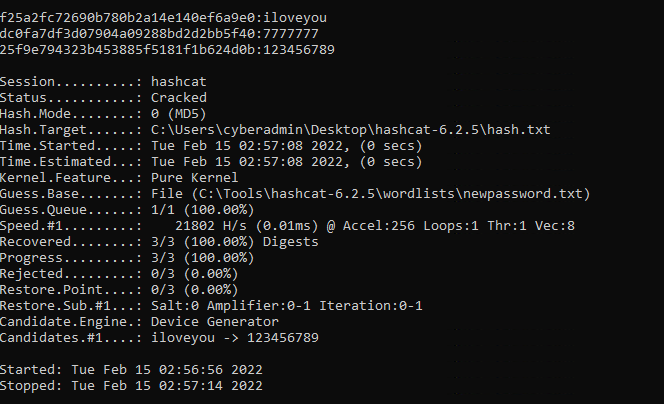 f25a2fc72690b780b2a14e140ef6a9e0:iloveyou
dc0fa7df3d07904a09288bd2d2bb5f40:7777777
25f9e794323b453885f5181f1b624d0b:123456789
Session..........: hashcat
Status...........: Cracked
Hash.Mode........: 0 (MD5)
Hash.Target......: C:\Users\cyberadmin\Desktop\hashcat-6.2.5\hash.txt
Time.Started.....: Tue Feb 15 02:57:08 2022, (0 secs)
Time.Estimated...: Tue Feb 15 02:57:08 2022, (0 secs)
Kernel.Feature...: Pure Kernel
Guess.Base.......: File (C:\Tools\hashcat-6.2.5\wordlists\newpassword.txt)
Guess.Queue......: 1/1 (100.00%)
Speed.#1.........:    21802 H/s (0.01ms) @ Accel:256 Loops:1 Thr:1 Vec:8
Recovered........: 3/3 (100.00%) Digests
Progress.........: 3/3 (100.00%)
Rejected.........: 0/3 (0.00%)
Restore.Point....: 0/3 (0.00%)
Restore.Sub.#1...: Salt:0 Amplifier:0-1 Iteration:0-1
Candidate.Engine.: Device Generator
Candidates.#1....: iloveyou -> 123456789
Started: Tue Feb 15 02:56:56 2022
Stopped: Tue Feb 15 02:57:14 2022